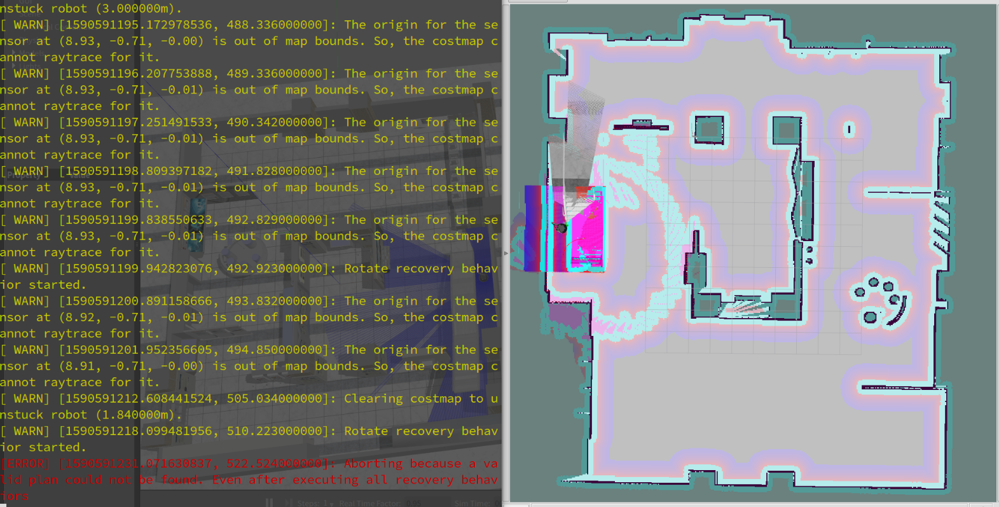 nstuck robot (3.000000m).
[ WARN] [1590591195.172978536, 488.336000000]: The origin for the se
nsor at (8.93, -0.71, -0.00) is out of map bounds. So, the costmap c
annot raytrace for it.
[ WARN] [1590591196.207753888, 489.336000000]: The origin for the se
nsor at (8.93, -0.71, -0.01) is out of map bounds. So, the costmap c
annot raytrace for it.
[ WARN] [1590591197.251491533, 490.342000000]: The origin for the se
nsor at (8.93, -0.71, -0.01) is out of map bounds. So, the costmap c
annot raytrace for it.
[ WARN] [1590591198.809397182, 491.828000000]: The origin for the se
nsor at (8.93, -0.71, -0.01) is out of map bounds. So, the costmap c
annot raytrace for it.
[ WARN] [1590591199.838550633, 492.829000000]: The origin for the se
nsor at (8.93, -0.71, -0.01) is out of map bounds. So, the costmap c
annot raytrace for it.
[ WARN] [1590591199.942823076, 492.923000000]: Rotate recovery behav
ior started.
[ WARN] [1590591200.891158666, 493.832000000]: The origin for the se
nsor at (8.92, -0.71, -0.01) is out of map bounds. So, the costmap c
annot raytrace for it.
[ WARN] [1590591201.952356605, 494.850000000]: The origin for the se
nsor at (8.91, -0.71, -0.00) is out of map bounds. So, the costmap c
annot raytrace for it.
[ WARN] [1590591212.608441524, 505.034000000]: Clearing costmap to u
nstuck robot (1.840000m).
[ WARN] [1590591218.099481956, 510.223000000]: Rotate recovery behav
ior started.
[ERROR] [1590591231.071630837, 522.524000000]: Aborting because a va
lid plan could not be found. Even after executing all recovery behav
iors
Steps: 1 Real Time Factor: 0.95 Sim Time: